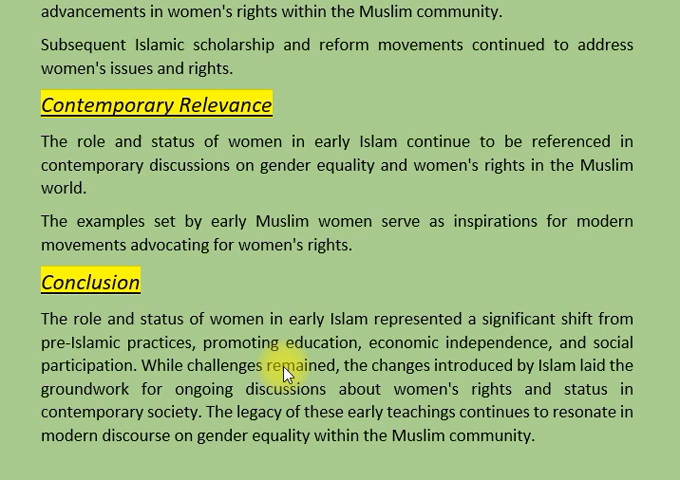 advancements in women's rights within the Muslim community.
Subsequent Islamic scholarship and reform movements continued to address
women's issues and rights.
Contemporary Relevance
The role and status of women in early Islam continue to be referenced in
contemporary discussions on gender equality and women's rights in the Muslim
world.
The examples set by early Muslim women serve as inspirations for modern
movements advocating for women's rights.
Conclusion
The role and status of women in early Islam represented a significant shift from
pre-Islamic practices, promoting education, economic independence, and social
participation. While challenges remained, the changes introduced by Islam laid the
groundwork for ongoing discussions about women's rights and status in
contemporary society. The legacy of these early teachings continues to resonate in
modern discourse on gender equality within the Muslim community.